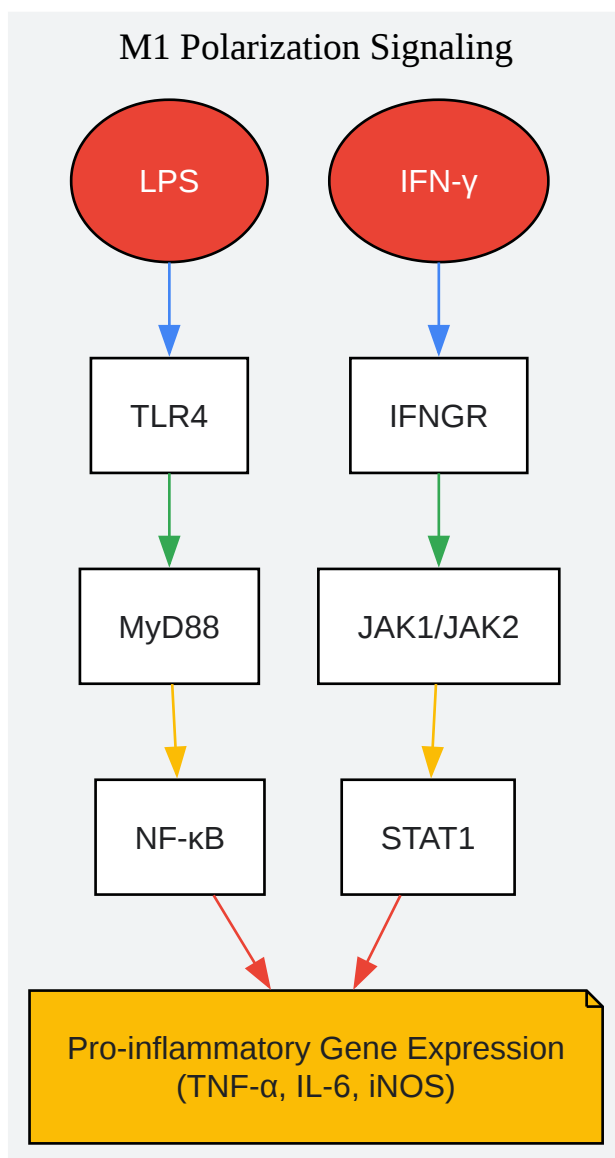 M1 Polarization Signaling
LPS
IFN-γ
TLR4
IFNGR
MyD88
JAK1/JAK2
NF-κB
STAT1
Pro-inflammatory Gene Expression
(TNF-α, IL-6, iNOS)